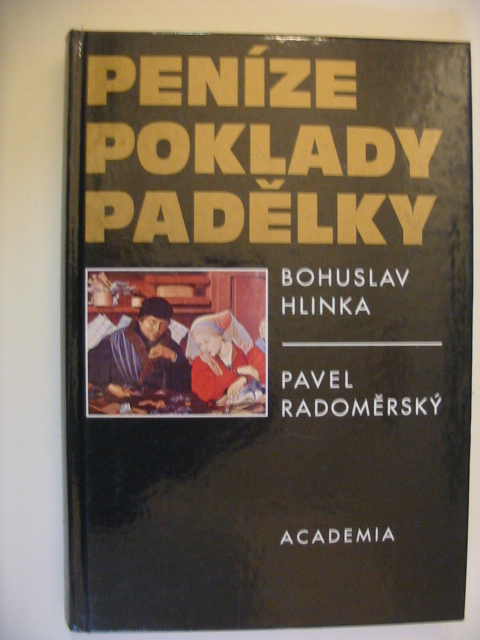 PENÍZE
POKLADY
PADĚLKY
BOHUSLAV
HLINKA
PAVEL
RADOMĚRSKÝ
ACADEMIA